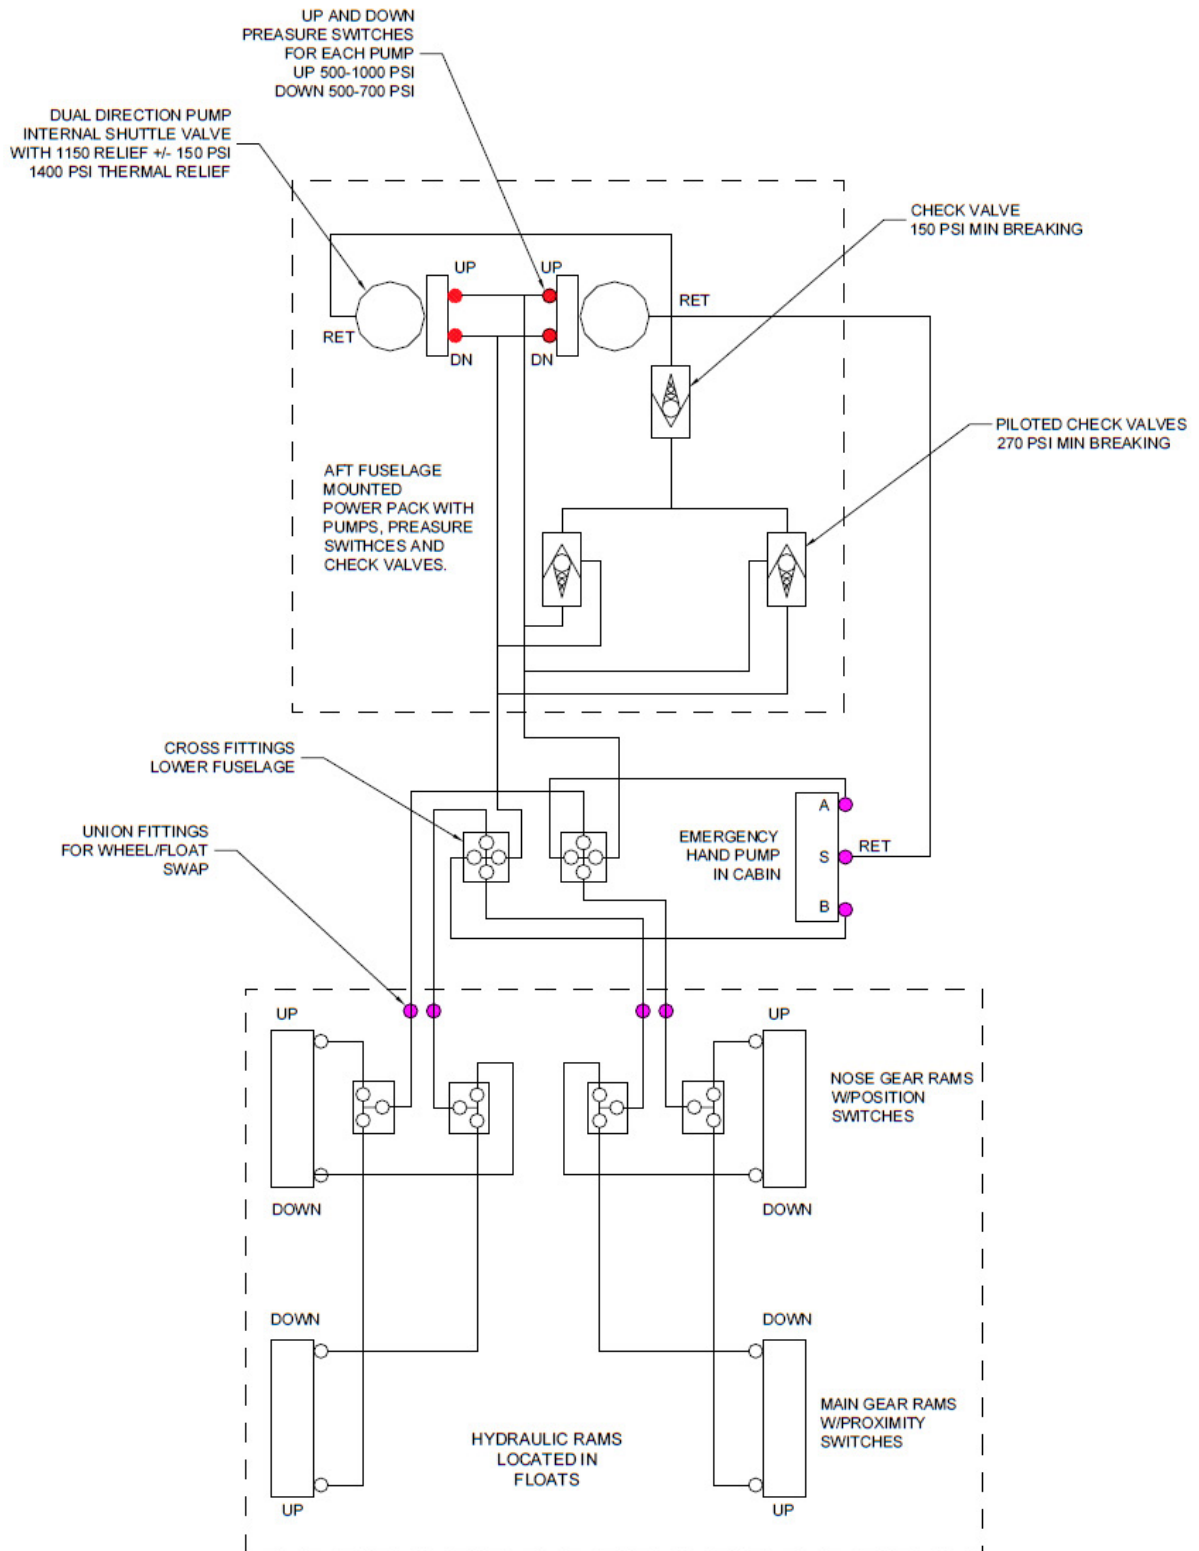 UP AND DOWN
PREASURE SWITCHES
FOR EACH PUMP
UP 500-1000 PSI
DOWN 500-700 PSI
DUAL DIRECTION PUMP
INTERNAL SHUTTLE VALVE
WITH 1150 RELIEF +/- 150 PSI
1400 PSI THERMAL RELIEF
CHECK VALVE
150 PSI MIN BREAKING
UP
UP
RET
RET
DN
DN
PILOTED CHECK VALVES
270 PSI MIN BREAKING
AFT FUSELAGE
MOUNTED
POWER PACK WITH
PUMPS, PREASURE
SWITHCES AND
CHECK VALVES.
CROSS FITTINGS
LOWER FUSELAGE
UNION FITTINGS
FOR WHEEL/FLOAT
SWAP
EMERGENCY
HAND PUMP
IN CABIN
A
S
B
RET
UP
UP
NOSE GEAR RAMS
W/POSITION
SWITCHES
DOWN
DOWN
DOWN
DOWN
MAIN GEAR RAMS
W/PROXIMITY
SWITCHES
HYDRAULIC RAMS
LOCATED IN
FLOATS
UP
UP